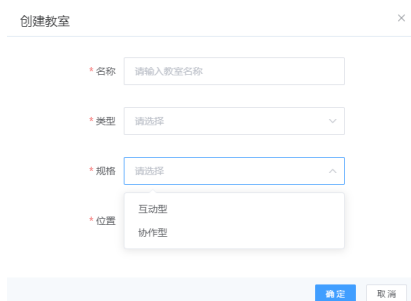 创建教室
* 名称 请输入教室名称
* 类型 请选择
* 规格 请选择
互动型
* 位置
协作型
确定 取消